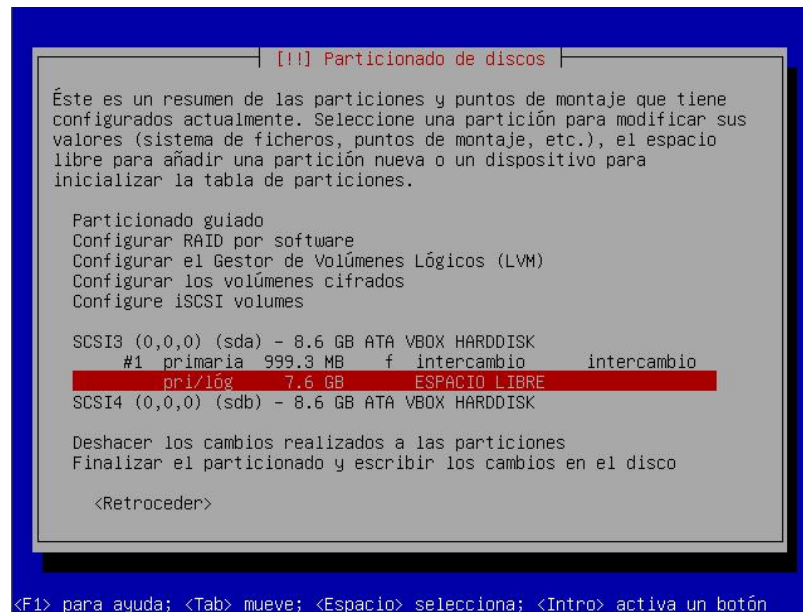 [!!] Particionado de discos
Éste es un resumen de las particiones y puntos de montaje que tiene
configurados actualmente. Seleccione una partición para modificar sus
valores (sistema de ficheros, puntos de montaje, etc.), el espacio
libre para añadir una partición nueva o un dispositivo para
inicializar la tabla de particiones.
Particionado guiado
Configurar RAID por software
Configurar el Gestor de Volúmenes Lógicos (LVM)
Configurar los volúmenes cifrados
Configure iSCSI volumes
SCSI3 (0,0,0) (sda) – 8.6 GB ATA VBOX HARDDISK
#1 primaria 999.3 MB f intercambio intercambio
pri/lóg 7.6 GB ESPACIO LIBRE
SCSI4 (0,0,0) (sdb) – 8.6 GB ATA VBOX HARDDISK
Deshacer los cambios realizados a las particiones
Finalizar el particionado y escribir los cambios en el disco
<Retroceder>
<F1> para ayuda; <Tab> mueve; <Espacio> selecciona; <Intro> activa un botón